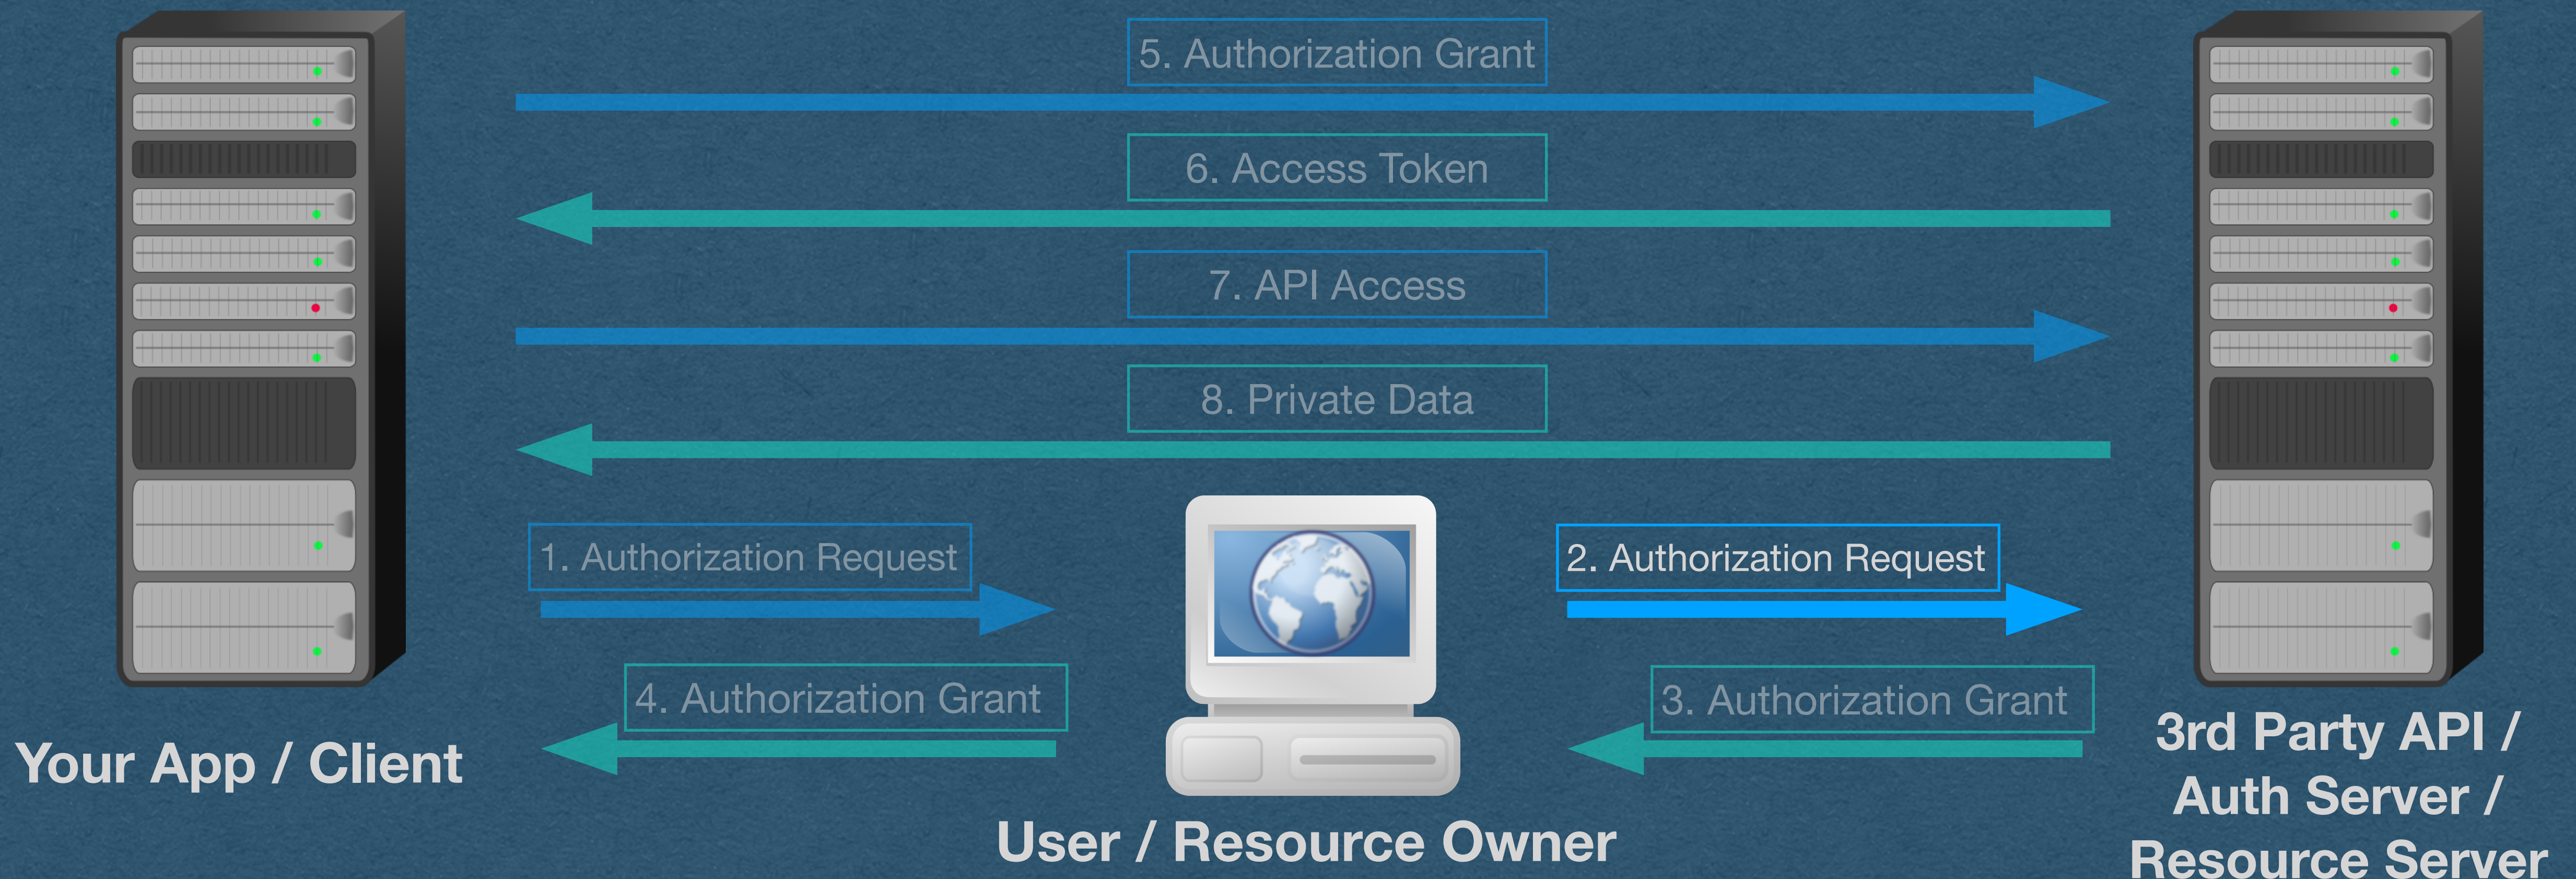 5. Authorization Grant
6. Access Token
7. API Access
8. Private Data
1. Authorization Request
2. Authorization Request
4. Authorization Grant
3. Authorization Grant
Your App / Client
User / Resource Owner
3rd Party API /
Auth Server /
Resource Server